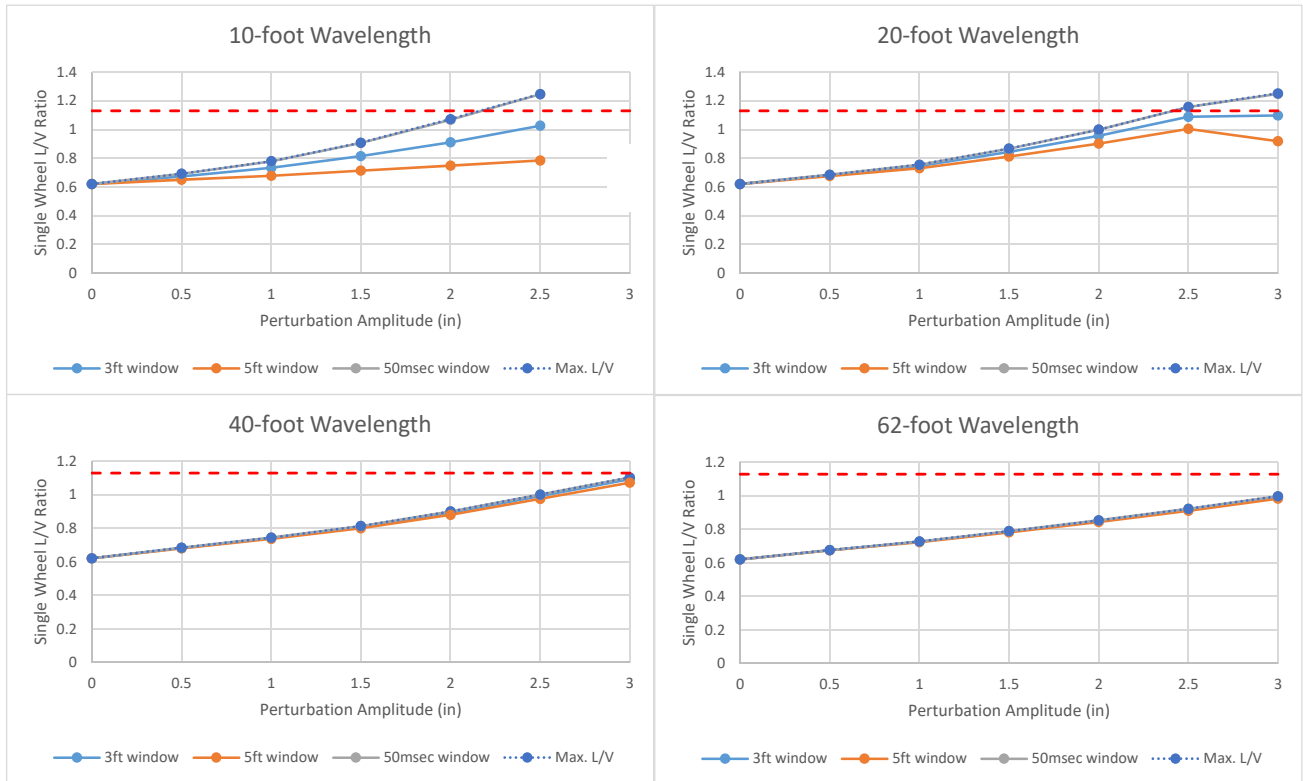 10-foot Wavelength
Single Wheel L/V Ratio
1.4
1.2
1
0.8
0.6
0.4
0.2
0
0 0.5 1 1.5 2 2.5 3
Perturbation Amplitude (in)
3ft window 5ft window 50msec window Max. L/V
20-foot Wavelength
Single Wheel L/V Ratio
1.4
1.2
1
0.8
0.6
0.4
0.2
0
0 0.5 1 1.5 2 2.5 3
Perturbation Amplitude (in)
3ft window 5ft window 50msec window Max. L/V
40-foot Wavelength
Single Wheel L/V Ratio
1.2
1
0.8
0.6
0.4
0.2
0
0 0.5 1 1.5 2 2.5 3
Perturbation Amplitude (in)
3ft window 5ft window 50msec window Max. L/V
62-foot Wavelength
Single Wheel L/V Ratio
1.2
1
0.8
0.6
0.4
0.2
0
0 0.5 1 1.5 2 2.5 3
Perturbation Amplitude (in)
3ft window 5ft window 50msec window Max. L/V